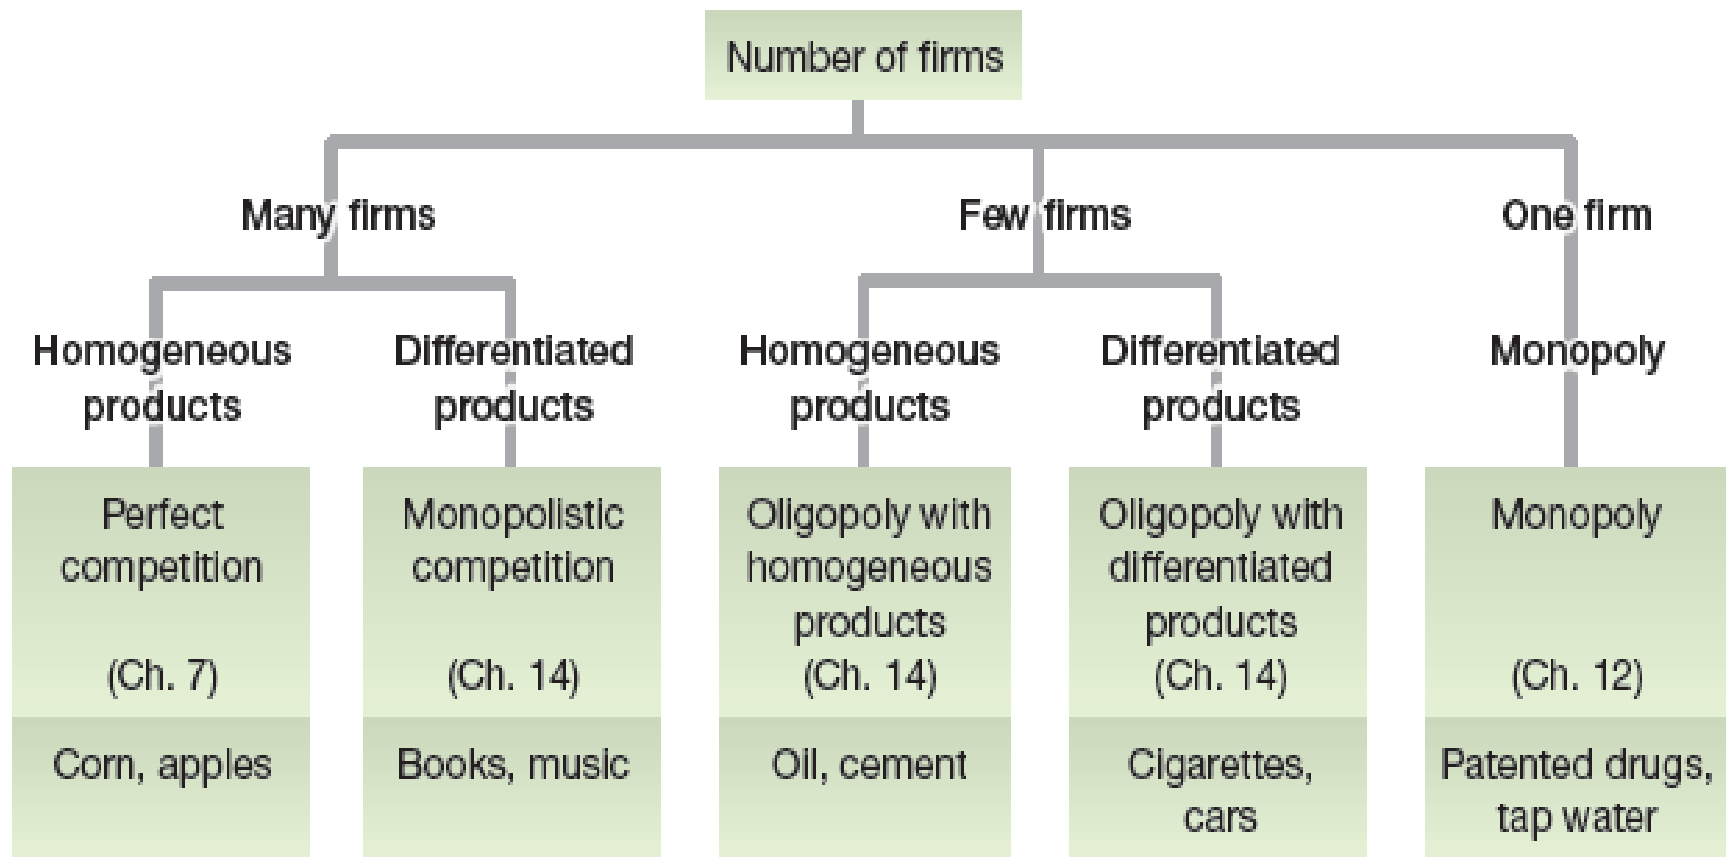 Number of firms
Many firms
Few firms
One firm
Homogeneous
products
Differentiated
products
Homogeneous
products
Differentiated
products
Monopoly
Perfect
competition
(Ch. 7)
Monopolistic
competition
(Ch. 14)
Oligopoly with
homogeneous
products
(Ch. 14)
Oligopoly with
differentiated
products
(Ch. 14)
Monopoly
(Ch. 12)
Corn, apples
Books, music
Oil, cement
Cigarettes,
cars
Patented drugs,
tap water